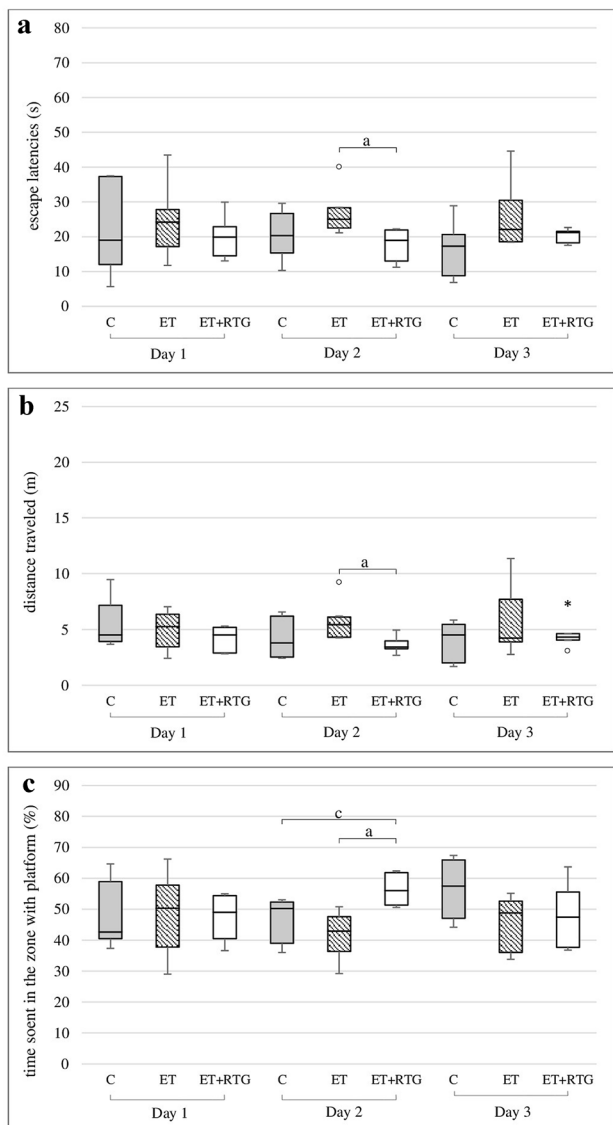 a
80
70
60
50
40
30
20
10
0
escape latencies (s)
a
C ET ET+RTG C ET ET+RTG C ET ET+RTG
Day 1 Day 2 Day 3
b
25
20
15
10
5
0
distance traveled (m)
a
*
C ET ET+RTG C ET ET+RTG C ET ET+RTG
Day 1 Day 2 Day 3
c
90
80
70
60
50
40
30
20
10
0
time soent in the zone with platform (%)
c
a
C ET ET+RTG C ET ET+RTG C ET ET+RTG
Day 1 Day 2 Day 3